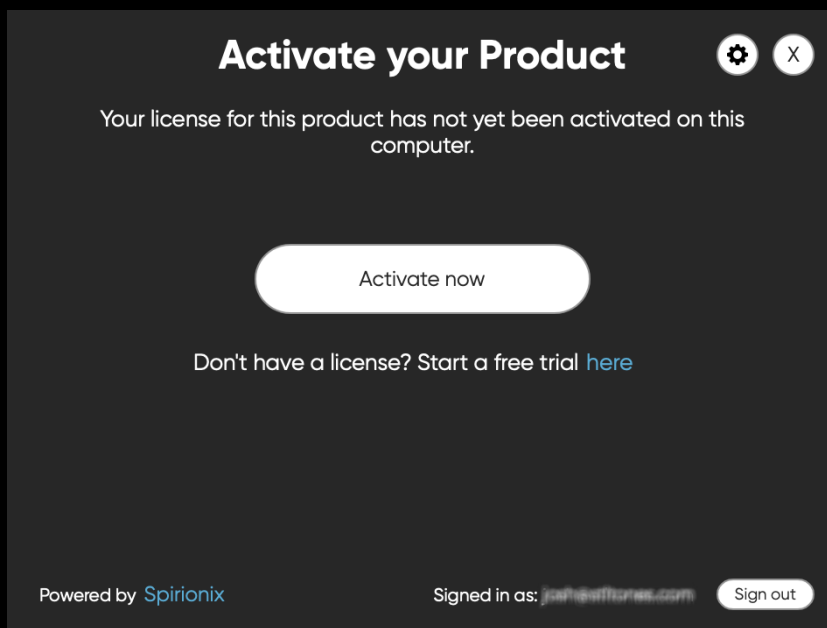 Activate your Product
X
Your license for this product has not yet been activated on this
computer.
Activate now
Don't have a license? Start a free trial here
Powered by Spirionix
Signed in as:
Sign out